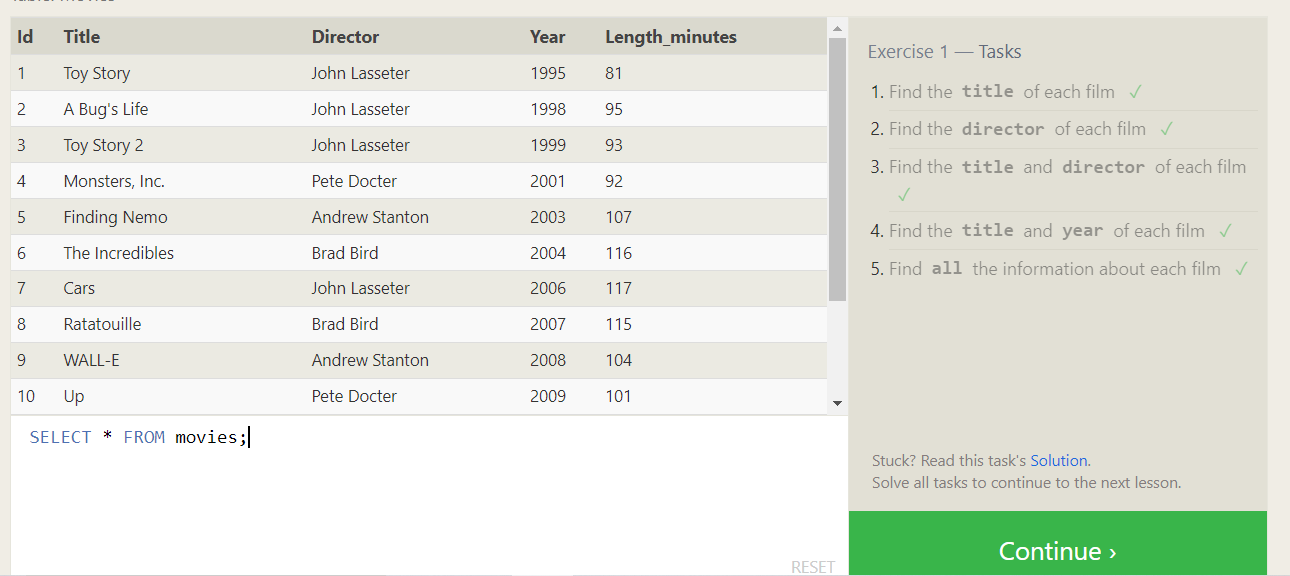 Table: Movies
Id Title Director Year Length_minutes
1 Toy Story John Lasseter 1995 81
2 A Bug's Life John Lasseter 1998 95
3 Toy Story 2 John Lasseter 1999 93
4 Monsters, Inc. Pete Docter 2001 92
5 Finding Nemo Andrew Stanton 2003 107
6 The Incredibles Brad Bird 2004 116
7 Cars John Lasseter 2006 117
8 Ratatouille Brad Bird 2007 115
9 WALL-E Andrew Stanton 2008 104
10 Up Pete Docter 2009 101
SELECT * FROM movies;
RESET
Exercise 1 — Tasks
1. Find the title of each film ✓
2. Find the director of each film ✓
3. Find the title and director of each film
✓
4. Find the title and year of each film ✓
5. Find all the information about each film ✓
Stuck? Read this task's Solution.
Solve all tasks to continue to the next lesson.
Continue ›